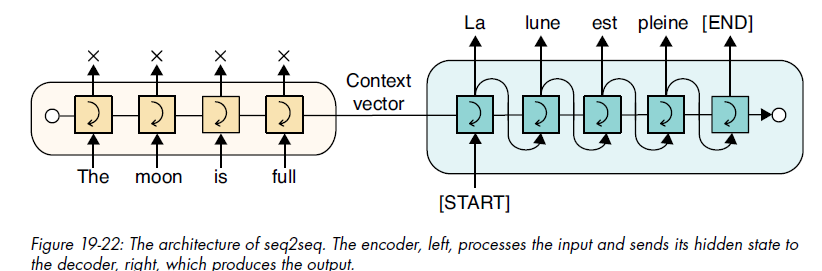 La lune est pleine [END]
× × × ×
Context
vector
The moon is full
[START]
Figure 19-22: The architecture of seq2seq. The encoder, left, processes the input and sends its hidden state to
the decoder, right, which produces the output.